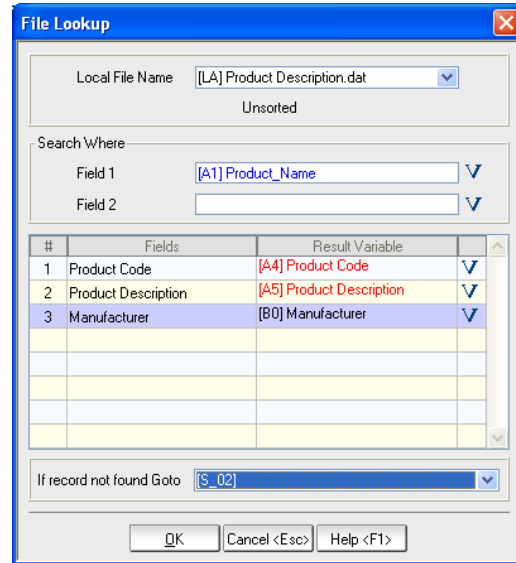 File Lookup
Local File Name [LA] Product Description.dat
Unsorted
Search Where
Field 1 [A1] Product_Name V
Field 2 V
# Fields Result Variable
1 Product Code [A4] Product Code V
2 Product Description [A5] Product Description V
3 Manufacturer [B0] Manufacturer V
If record not found Goto [S_02]
OK Cancel <Esc> Help <F1>